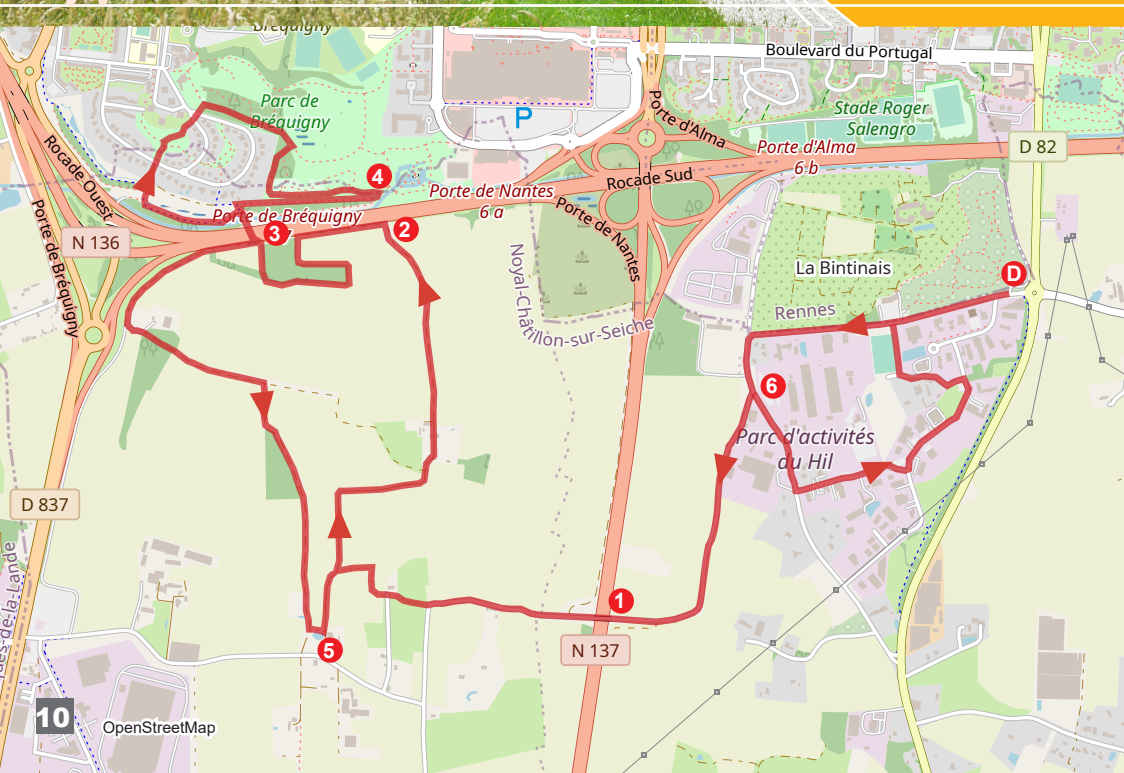 Bréquigny
Boulevard du Portugal
Parc de
Bréquigny
P
Porte d'Alma
Stade Roger
Salengro
Porte d'Alma
6 b
D 82
Rocade Ouest
Porte de Nantes
6 a
Rocade Sud
4
Porte de Bréquigny
Porte de Bréquigny
N 136
3
2
Porte de Nantes
Noyal-Châtillon-sur-Seiche
La Bintinais
D
Rennes
6
Parc d'activités
du Hil
D 837
1
N 137
5
10
OpenStreetMap